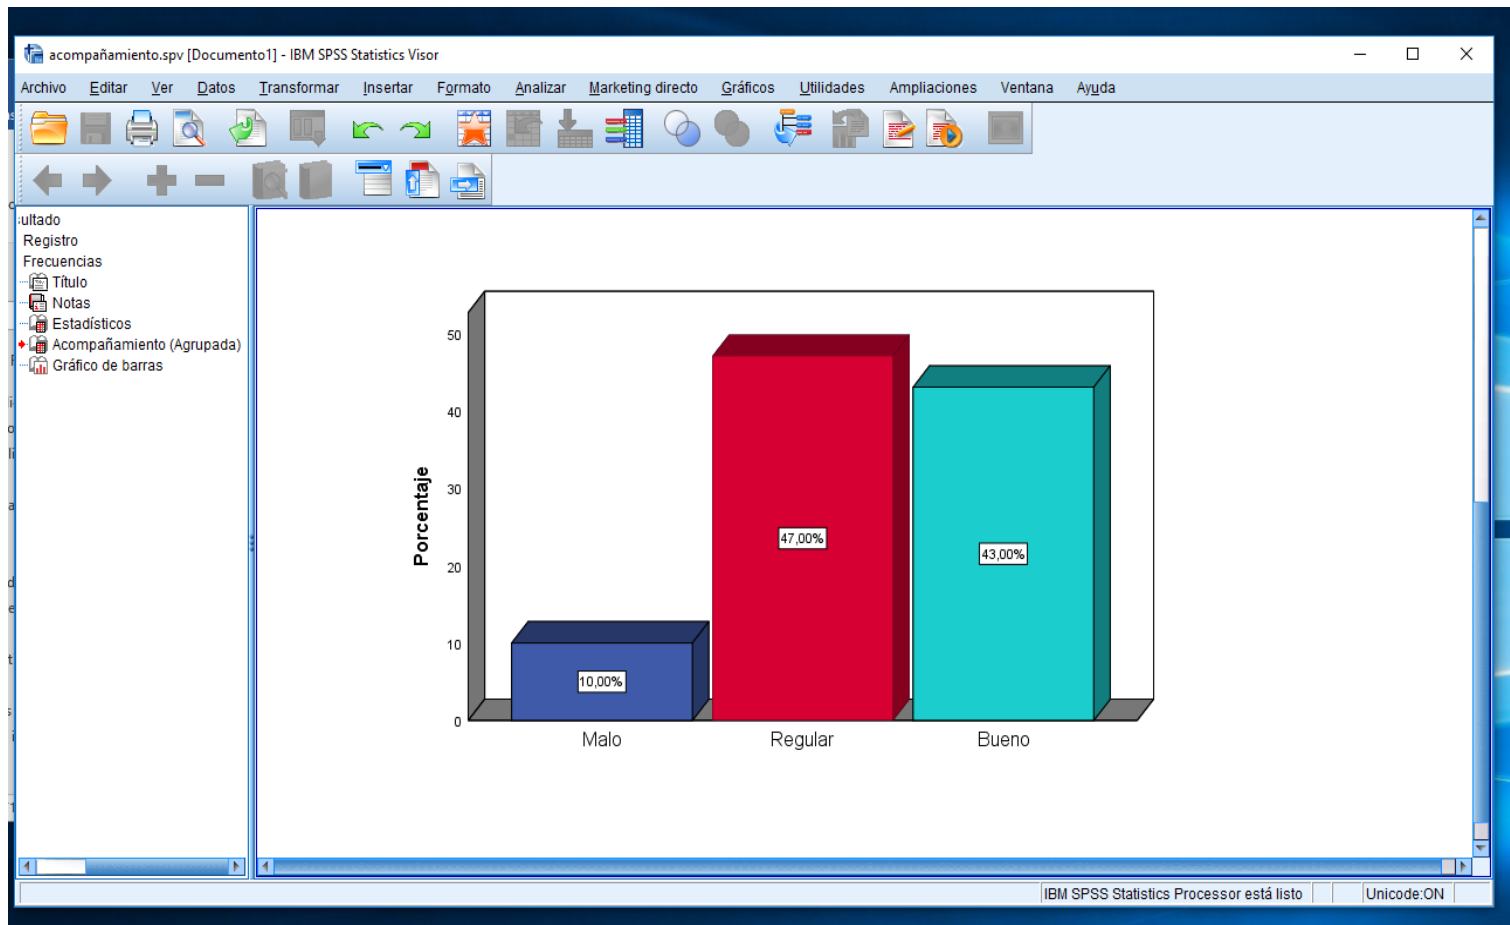 acompañamiento.spv [Documento1] - IBM SPSS Statistics Visor
Archivo Editar Ver Datos Transformar Insertar Formato Analizar Marketing directo Gráficos Utilidades Ampliaciones Ventana Ayuda
ultado
Registro
Frecuencias
Título
Notas
Estadísticos
Acompañamiento (Agrupada)
Gráfico de barras
Porcentaje
50
40
30
20
10
0
10,00%
47,00%
43,00%
Malo Regular Bueno
IBM SPSS Statistics Processor está listo Unicode:ON